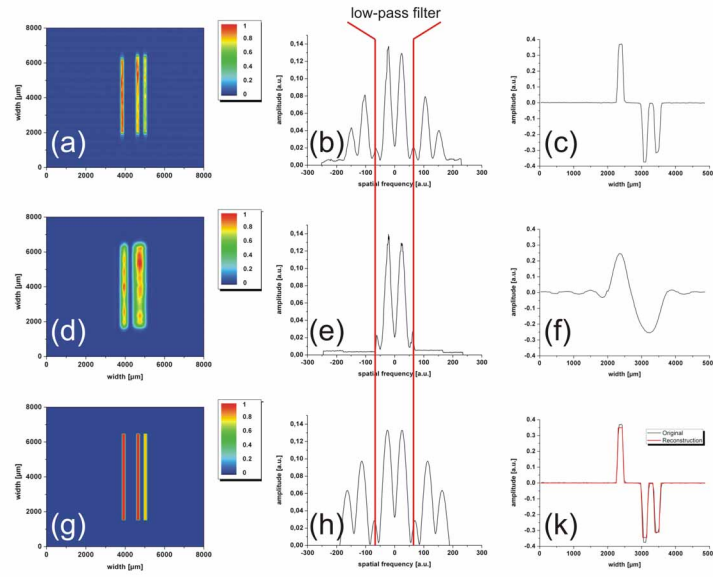 low-pass filter
8000
6000
4000
2000
0
0 2000 4000 6000 8000
width [µm]
width [µm]
1
0.8
0.6
0.4
0.2
0
(a)
0,14
0,12
0,10
0,08
0,06
0,04
0,02
0,00
-300 -200 -100 0 100 200 300
amplitude [a.u.]
spatial frequency [a.u.]
(b)
0.4
0.3
0.2
0.1
0.0
-0.1
-0.2
-0.3
-0.4
0 1000 2000 3000 4000 5000
amplitude [a.u.]
width [µm]
(c)
8000
6000
4000
2000
0
0 2000 4000 6000 8000
width [µm]
width [µm]
1
0.8
0.6
0.4
0.2
0
(d)
0,14
0,12
0,10
0,08
0,06
0,04
0,02
0,00
-300 -200 -100 0 100 200 300
amplitude [a.u.]
spatial frequency [a.u.]
(e)
0.4
0.3
0.2
0.1
0.0
-0.1
-0.2
-0.3
-0.4
0 1000 2000 3000 4000 5000
amplitude [a.u.]
width [µm]
(f)
8000
6000
4000
2000
0
0 2000 4000 6000 8000
width [µm]
width [µm]
1
0.8
0.6
0.4
0.2
0
(g)
0,14
0,12
0,10
0,08
0,06
0,04
0,02
0,00
-300 -200 -100 0 100 200 300
amplitude [a.u.]
spatial frequency [a.u.]
(h)
0.4
0.3
0.2
0.1
0.0
-0.1
-0.2
-0.3
-0.4
0 1000 2000 3000 4000 5000
amplitude [a.u.]
width [µm]
Original
Reconstruction
(k)